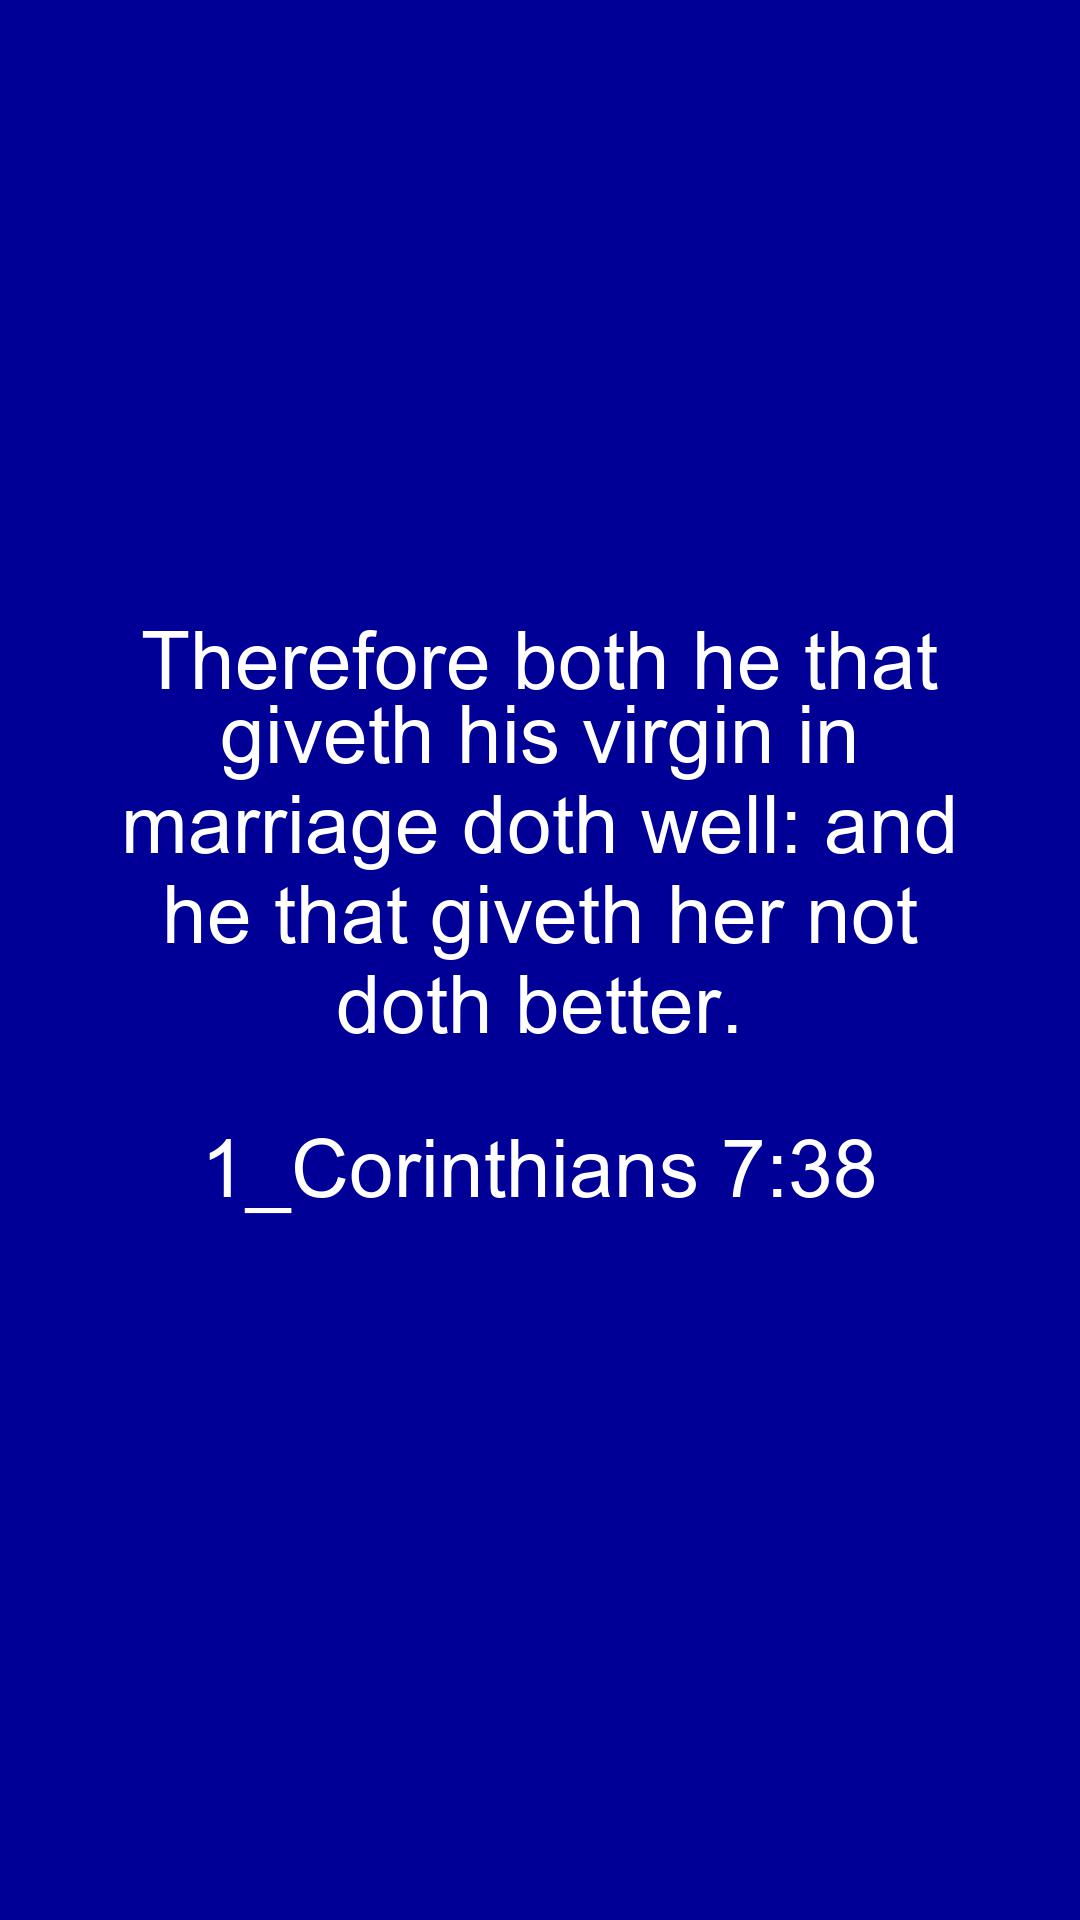 Therefore both he that
giveth his virgin in
marriage doth well: and
he that giveth her not
doth better.
1_Corinthians 7:38